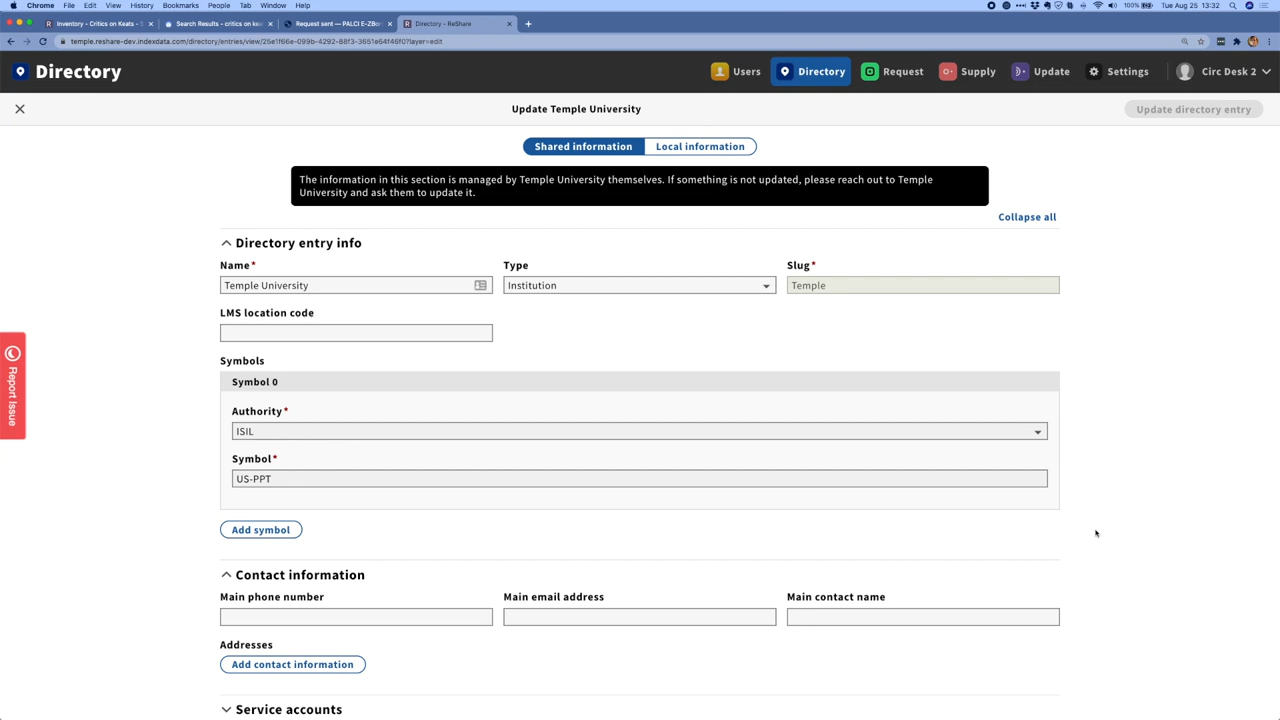 Chrome File Edit View History Bookmarks People Tab Window Help
100% Tue Aug 25 13:32
Inventory - Critics on Keats - S
Search Results - critics on kea
Request sent — PALCI E-ZBor
Directory - ReShare
temple.reshare-dev.indexdata.com/directory/entries/view/25e1f66e-099b-4292-88f3-3651e64f46f0?layer=edit
Directory
Users
Directory
Request
Supply
Update
Settings
Circ Desk 2
Update Temple University
Update directory entry
Shared information
Local information
The information in this section is managed by Temple University themselves. If something is not updated, please reach out to Temple
University and ask them to update it.
Collapse all
Directory entry info
Name*
Type
Slug*
Temple University
Institution
Temple
LMS location code
Symbols
Symbol 0
Authority*
ISIL
Symbol*
US-PPT
Add symbol
Contact information
Main phone number
Main email address
Main contact name
Addresses
Add contact information
Service accounts
Report Issue